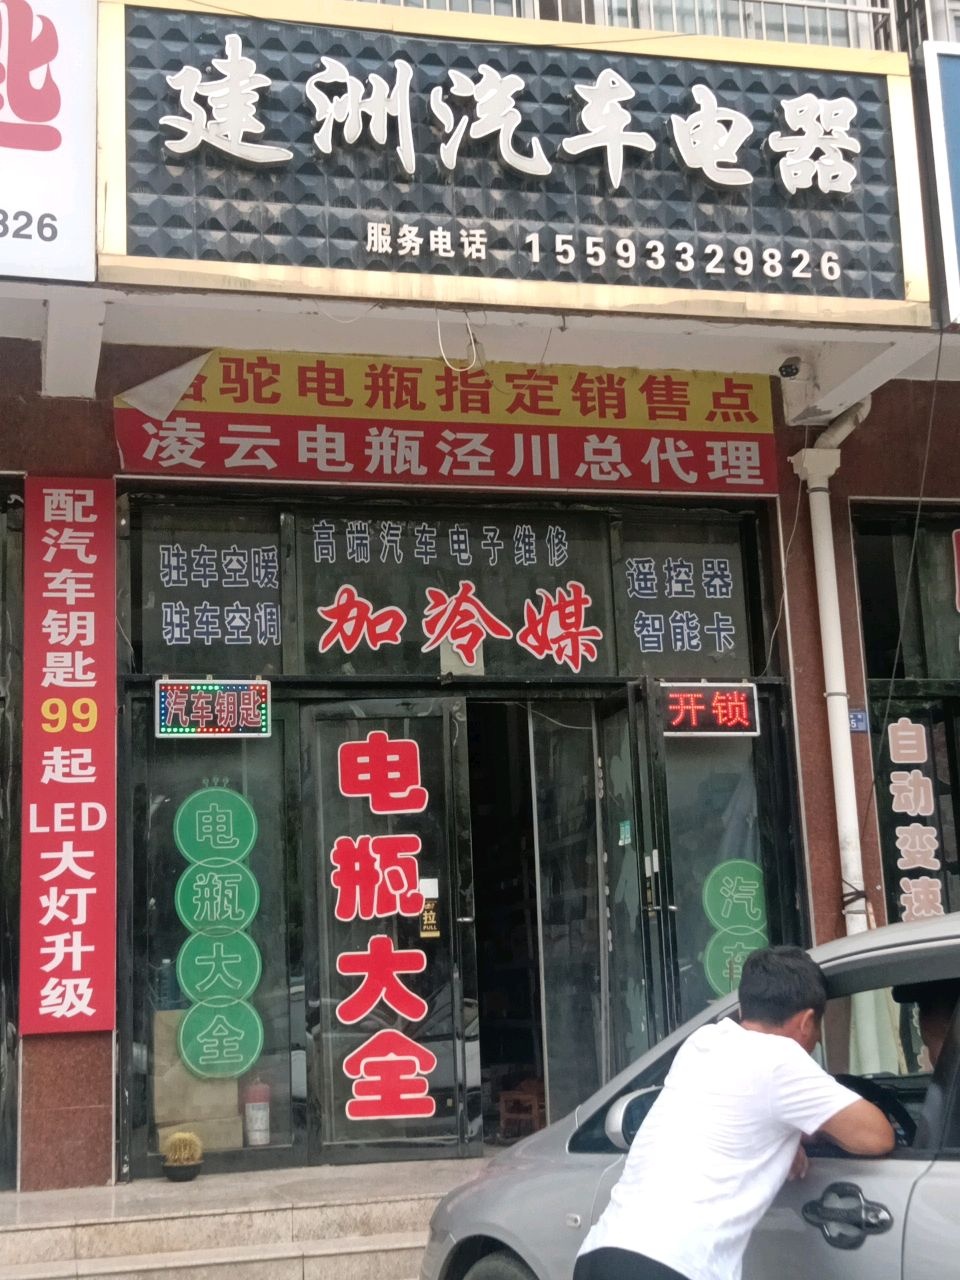 建洲汽车电器
服务电话 15593329826
匙
826
驼电瓶指定销售点
凌云电瓶泾川总代理
配汽车钥匙99起LED大灯升级
驻车空暖
驻车空调
高端汽车电子维修
加冷媒
遥控器
智能卡
汽车钥匙
开锁
电瓶大全
电瓶大全
拉
PULL
汽车
自动变速